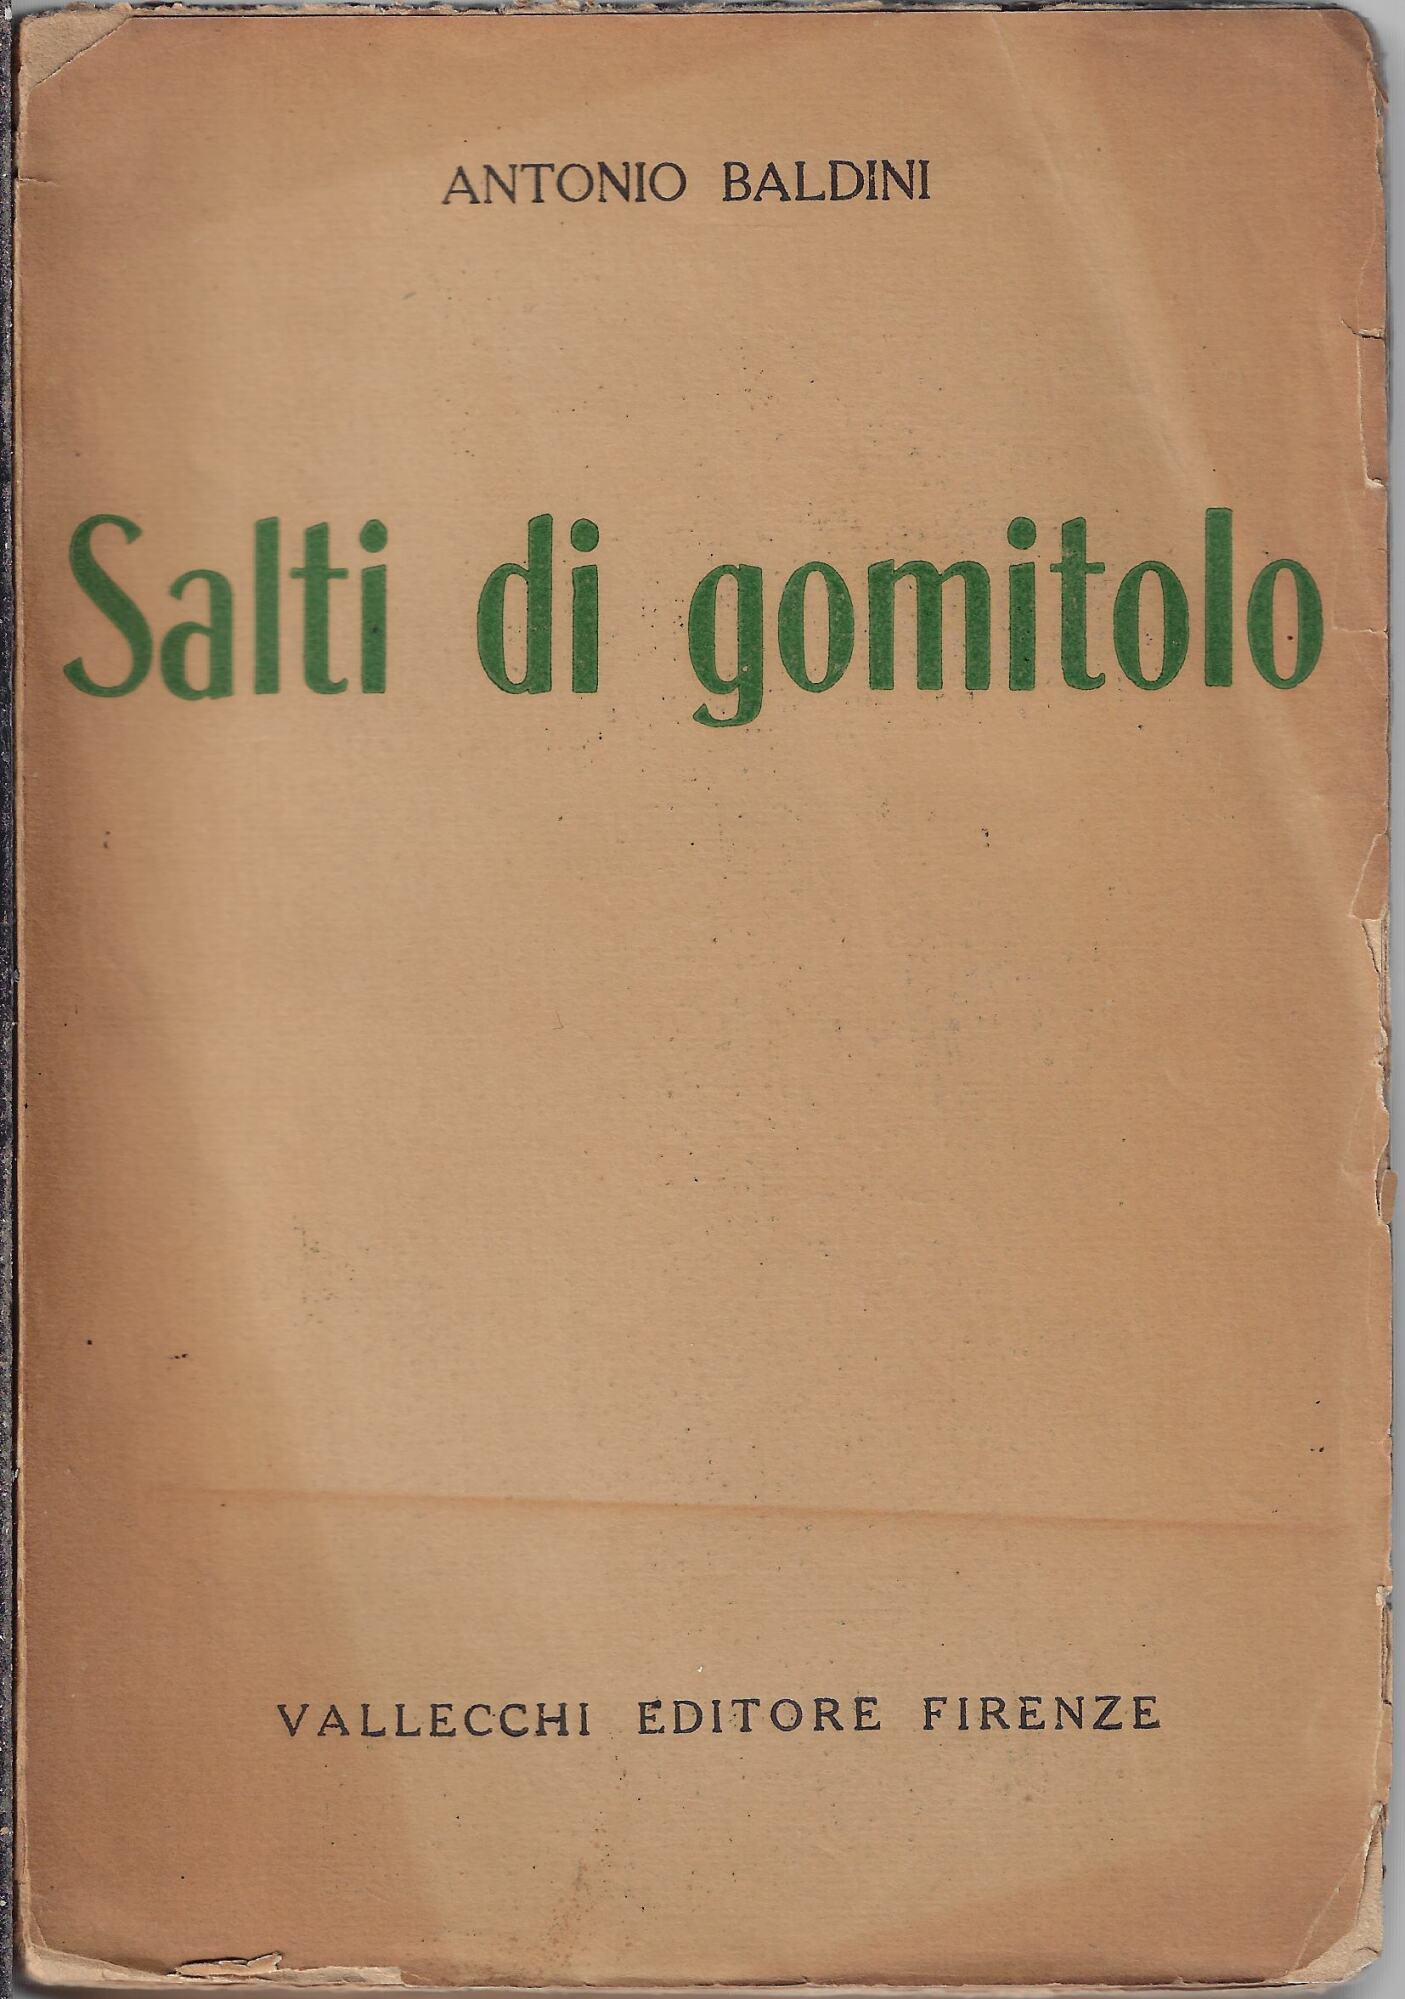 ANTONIO BALDINI
Salti di gomitolo
VALLECCHI EDITORE FIRENZE